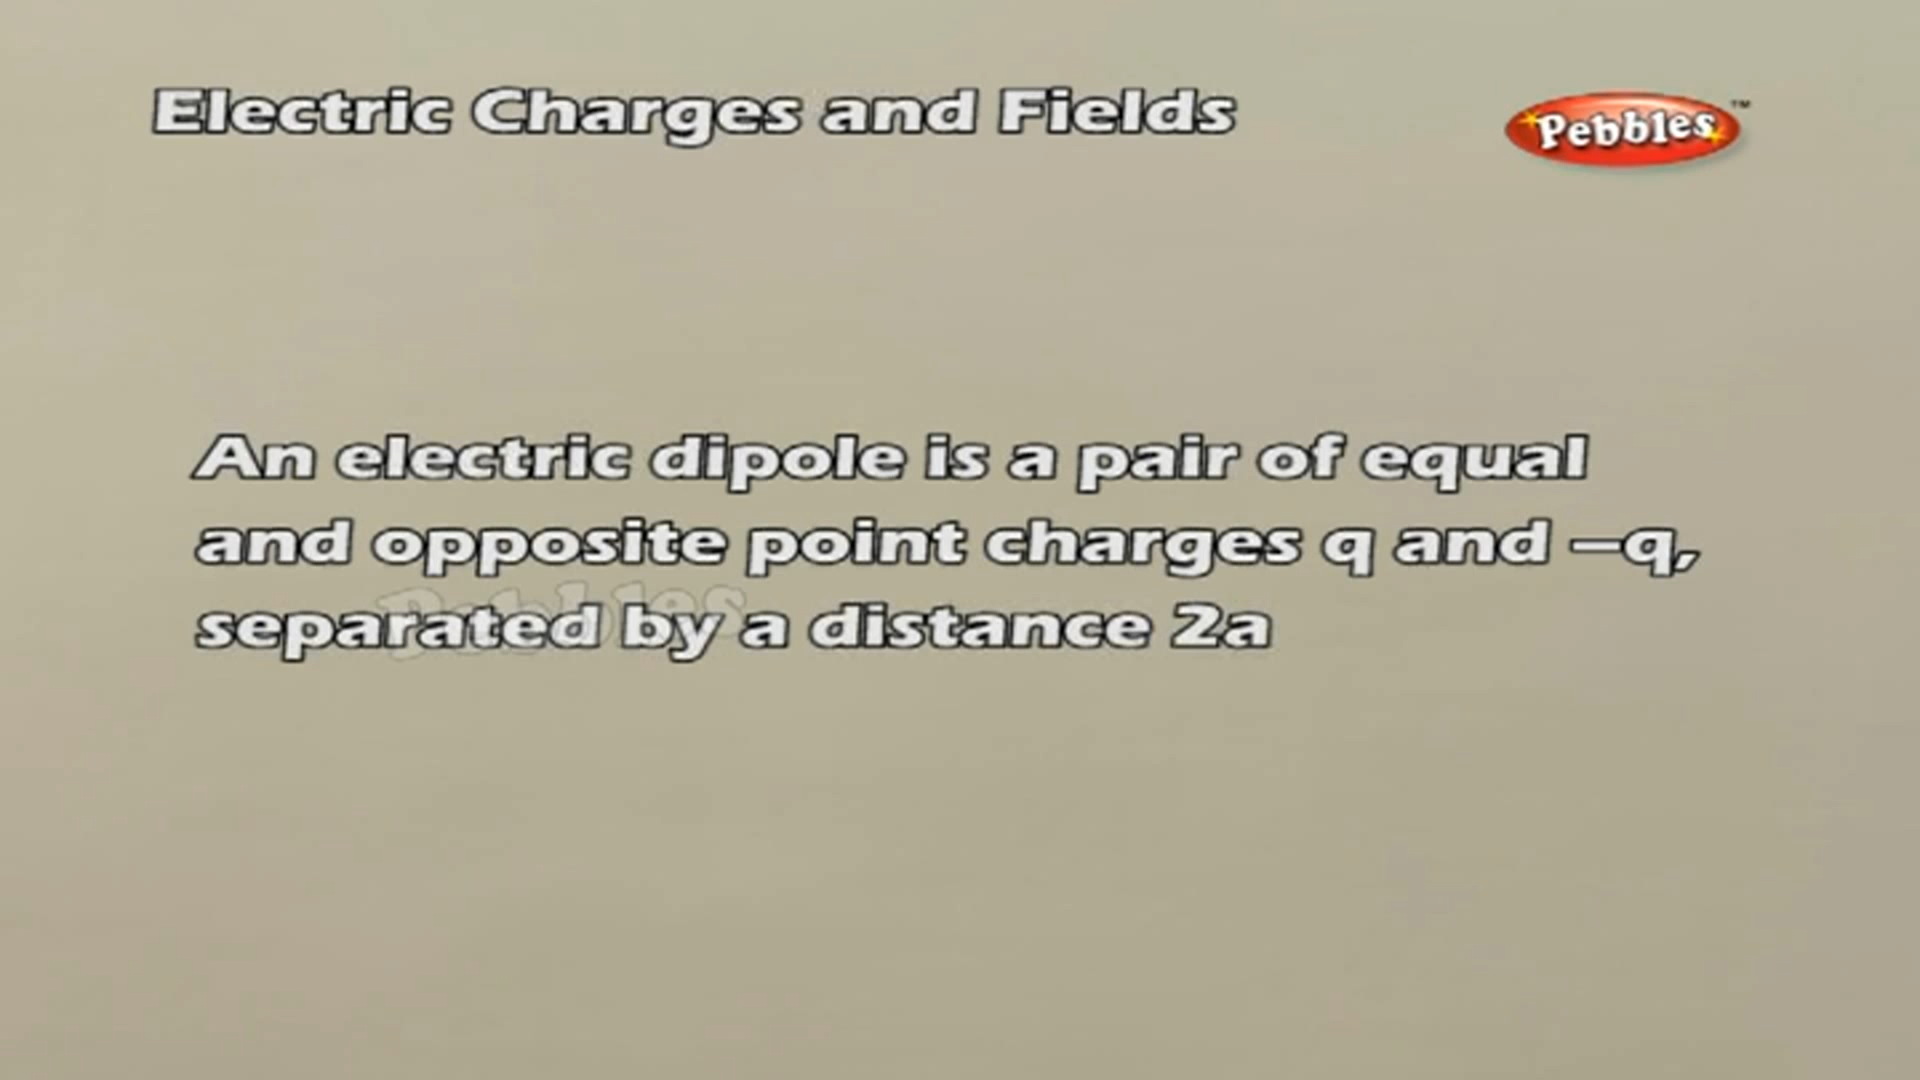 Electric Charges and Fields
Pebbles™
An electric dipole is a pair of equal
and opposite point charges q and –q,
separated by a distance 2a
Pebbles